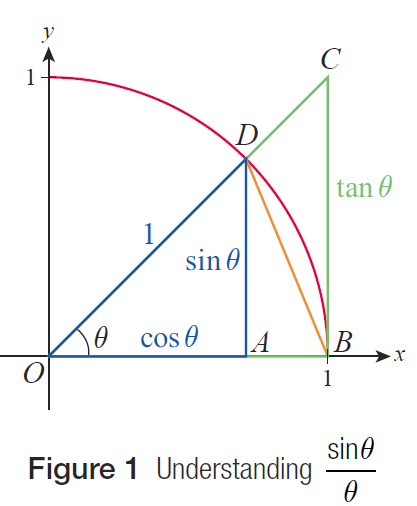 y
1
C
D
tan θ
1
sin θ
θ
cos θ
A
B
x
O
1
Figure 1 Understanding sinθ/θ